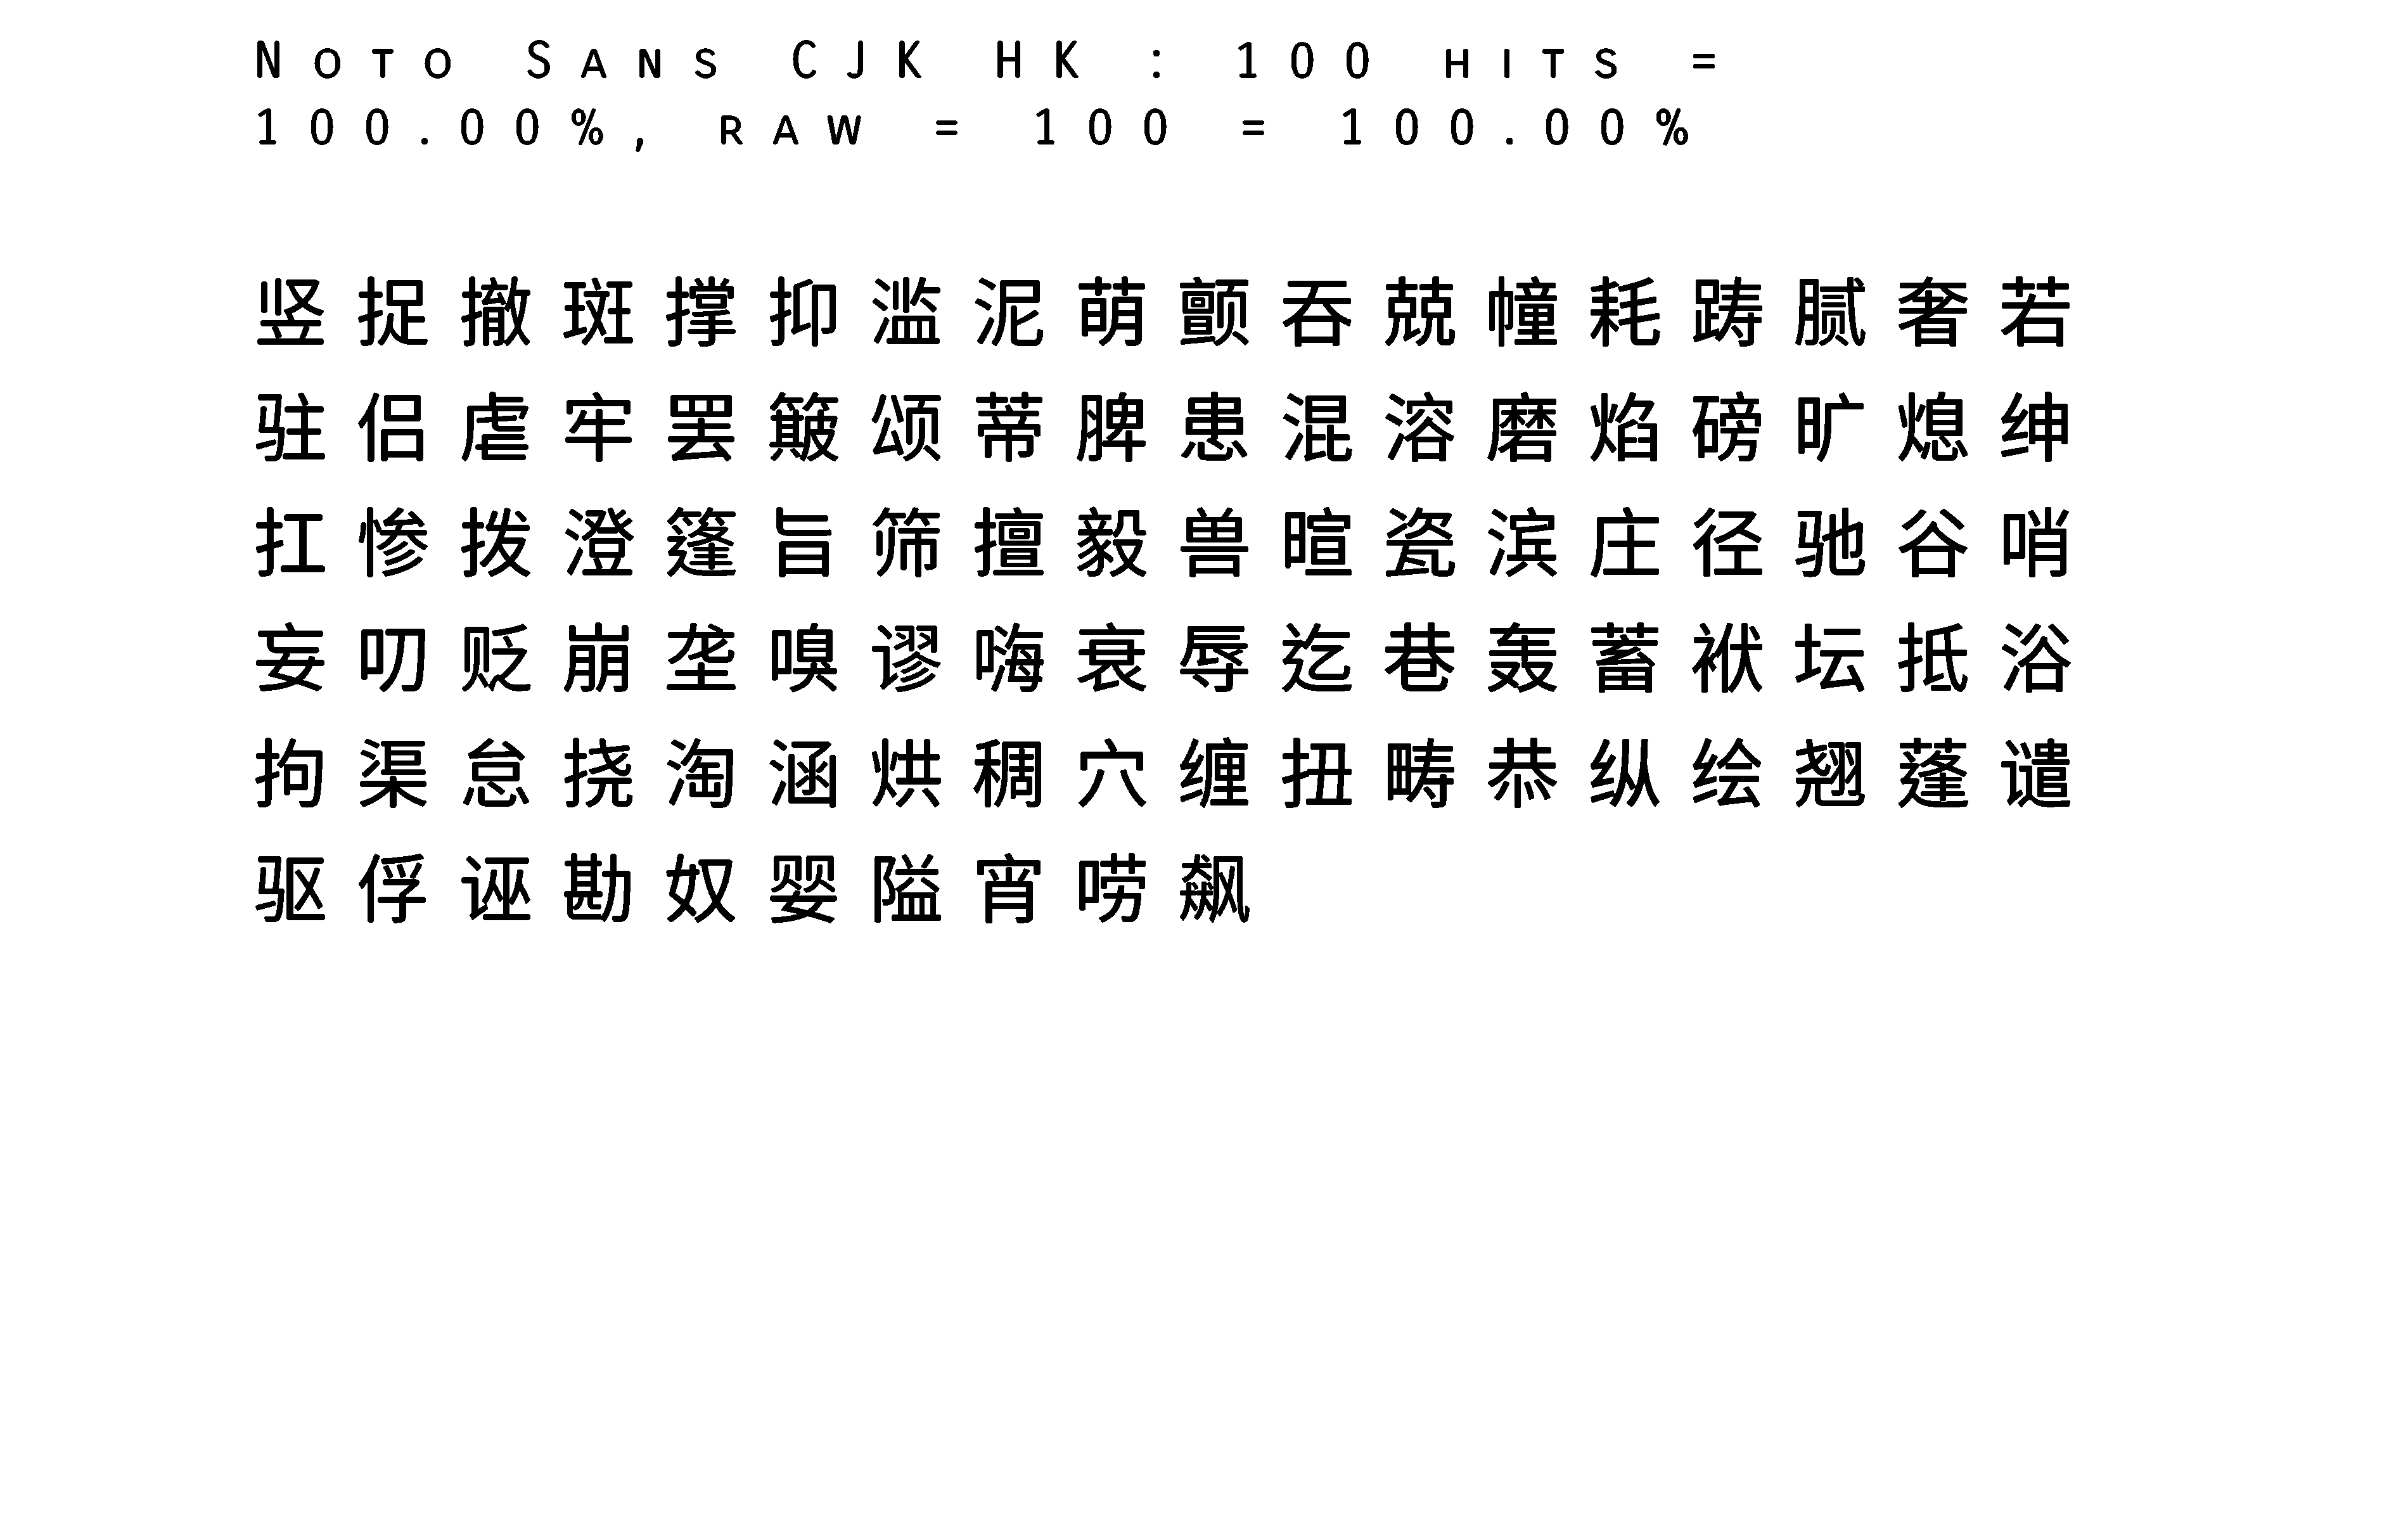 Noto Sans CJK HK : 100 hits =
100.00%, raw = 100 = 100.00%
竖捉撤斑撑抑滥泥萌颤吞兢幢耗踌腻奢若
驻侣虐牢罢簸颂蒂脾患混溶磨焰磅旷熄绅
扛惨拨澄篷旨筛擅毅兽暄瓷滨庄径驰谷哨
妄叨贬崩垄嗅谬嗨衰辱迄巷轰蓄袱坛抵浴
拘渠怠挠淘涵烘稠穴缠扭畴恭纵绘翘蓬谴
驱俘诬勘奴婴隘宵唠飙